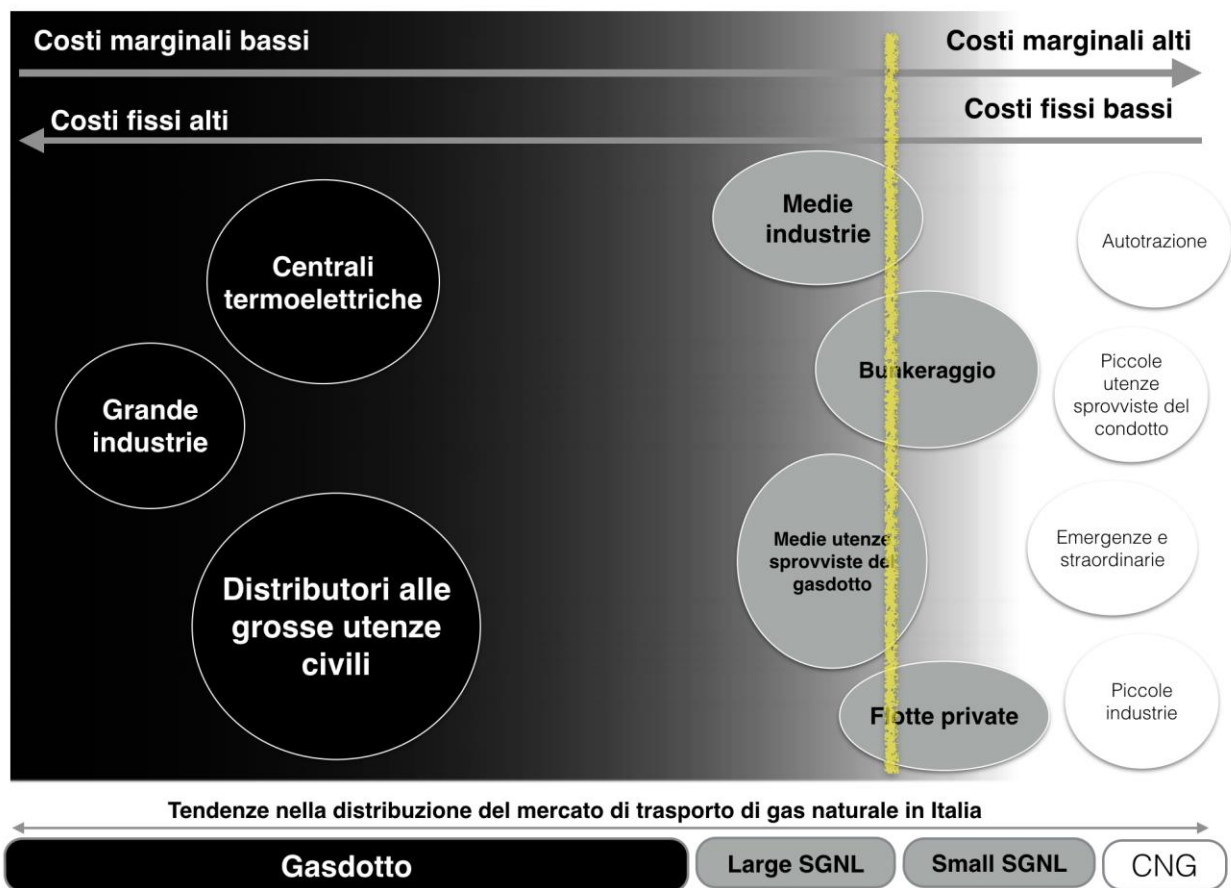 Costi marginali bassi
Costi marginali alti
Costi fissi alti
Costi fissi bassi
Medie
industrie
Autotrazione
Centrali
termoelettriche
Bunkeraggio
Piccole
utenze
sprovviste del
condotto
Grande
industrie
Medie utenze
sprovviste del
gasdotto
Emergenze e
straordinarie
Distributori alle
grosse utenze
civili
Flotte private
Piccole
industrie
Tendenze nella distribuzione del mercato di trasporto di gas naturale in Italia
Gasdotto
Large SGNL
Small SGNL
CNG